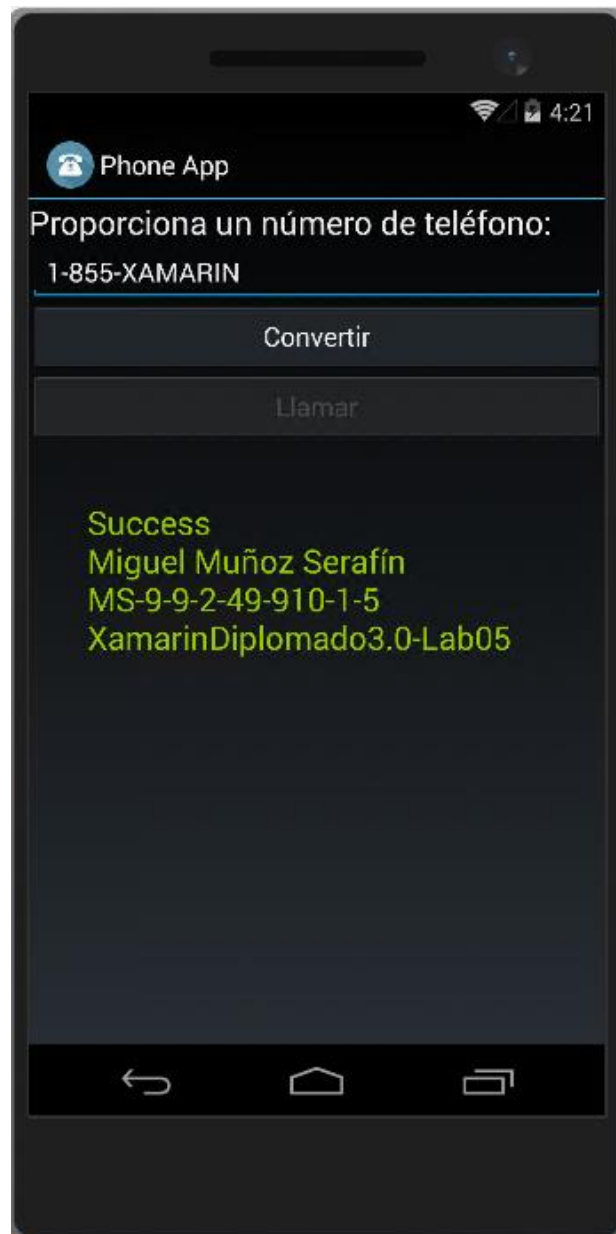 4:21
Phone App
Proporciona un número de teléfono:
1-855-XAMARIN
Convertir
Llamar
Success
Miguel Muñoz Serafín
MS-9-9-2-49-910-1-5
XamarinDiplomado3.0-Lab05